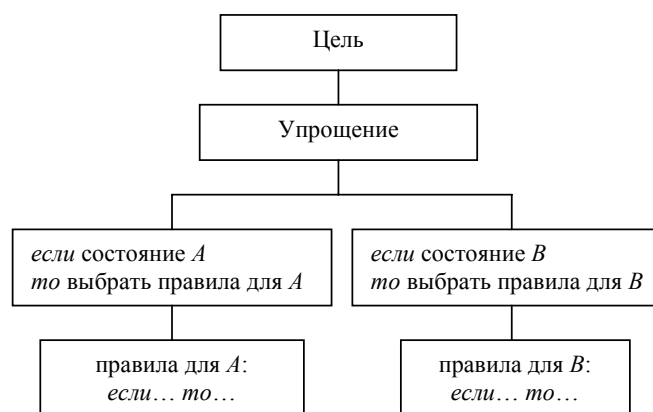 Цель
Упрощение
если состояние A
то выбрать правила для A
если состояние B
то выбрать правила для B
правила для A:
если… то…
правила для B:
если… то…